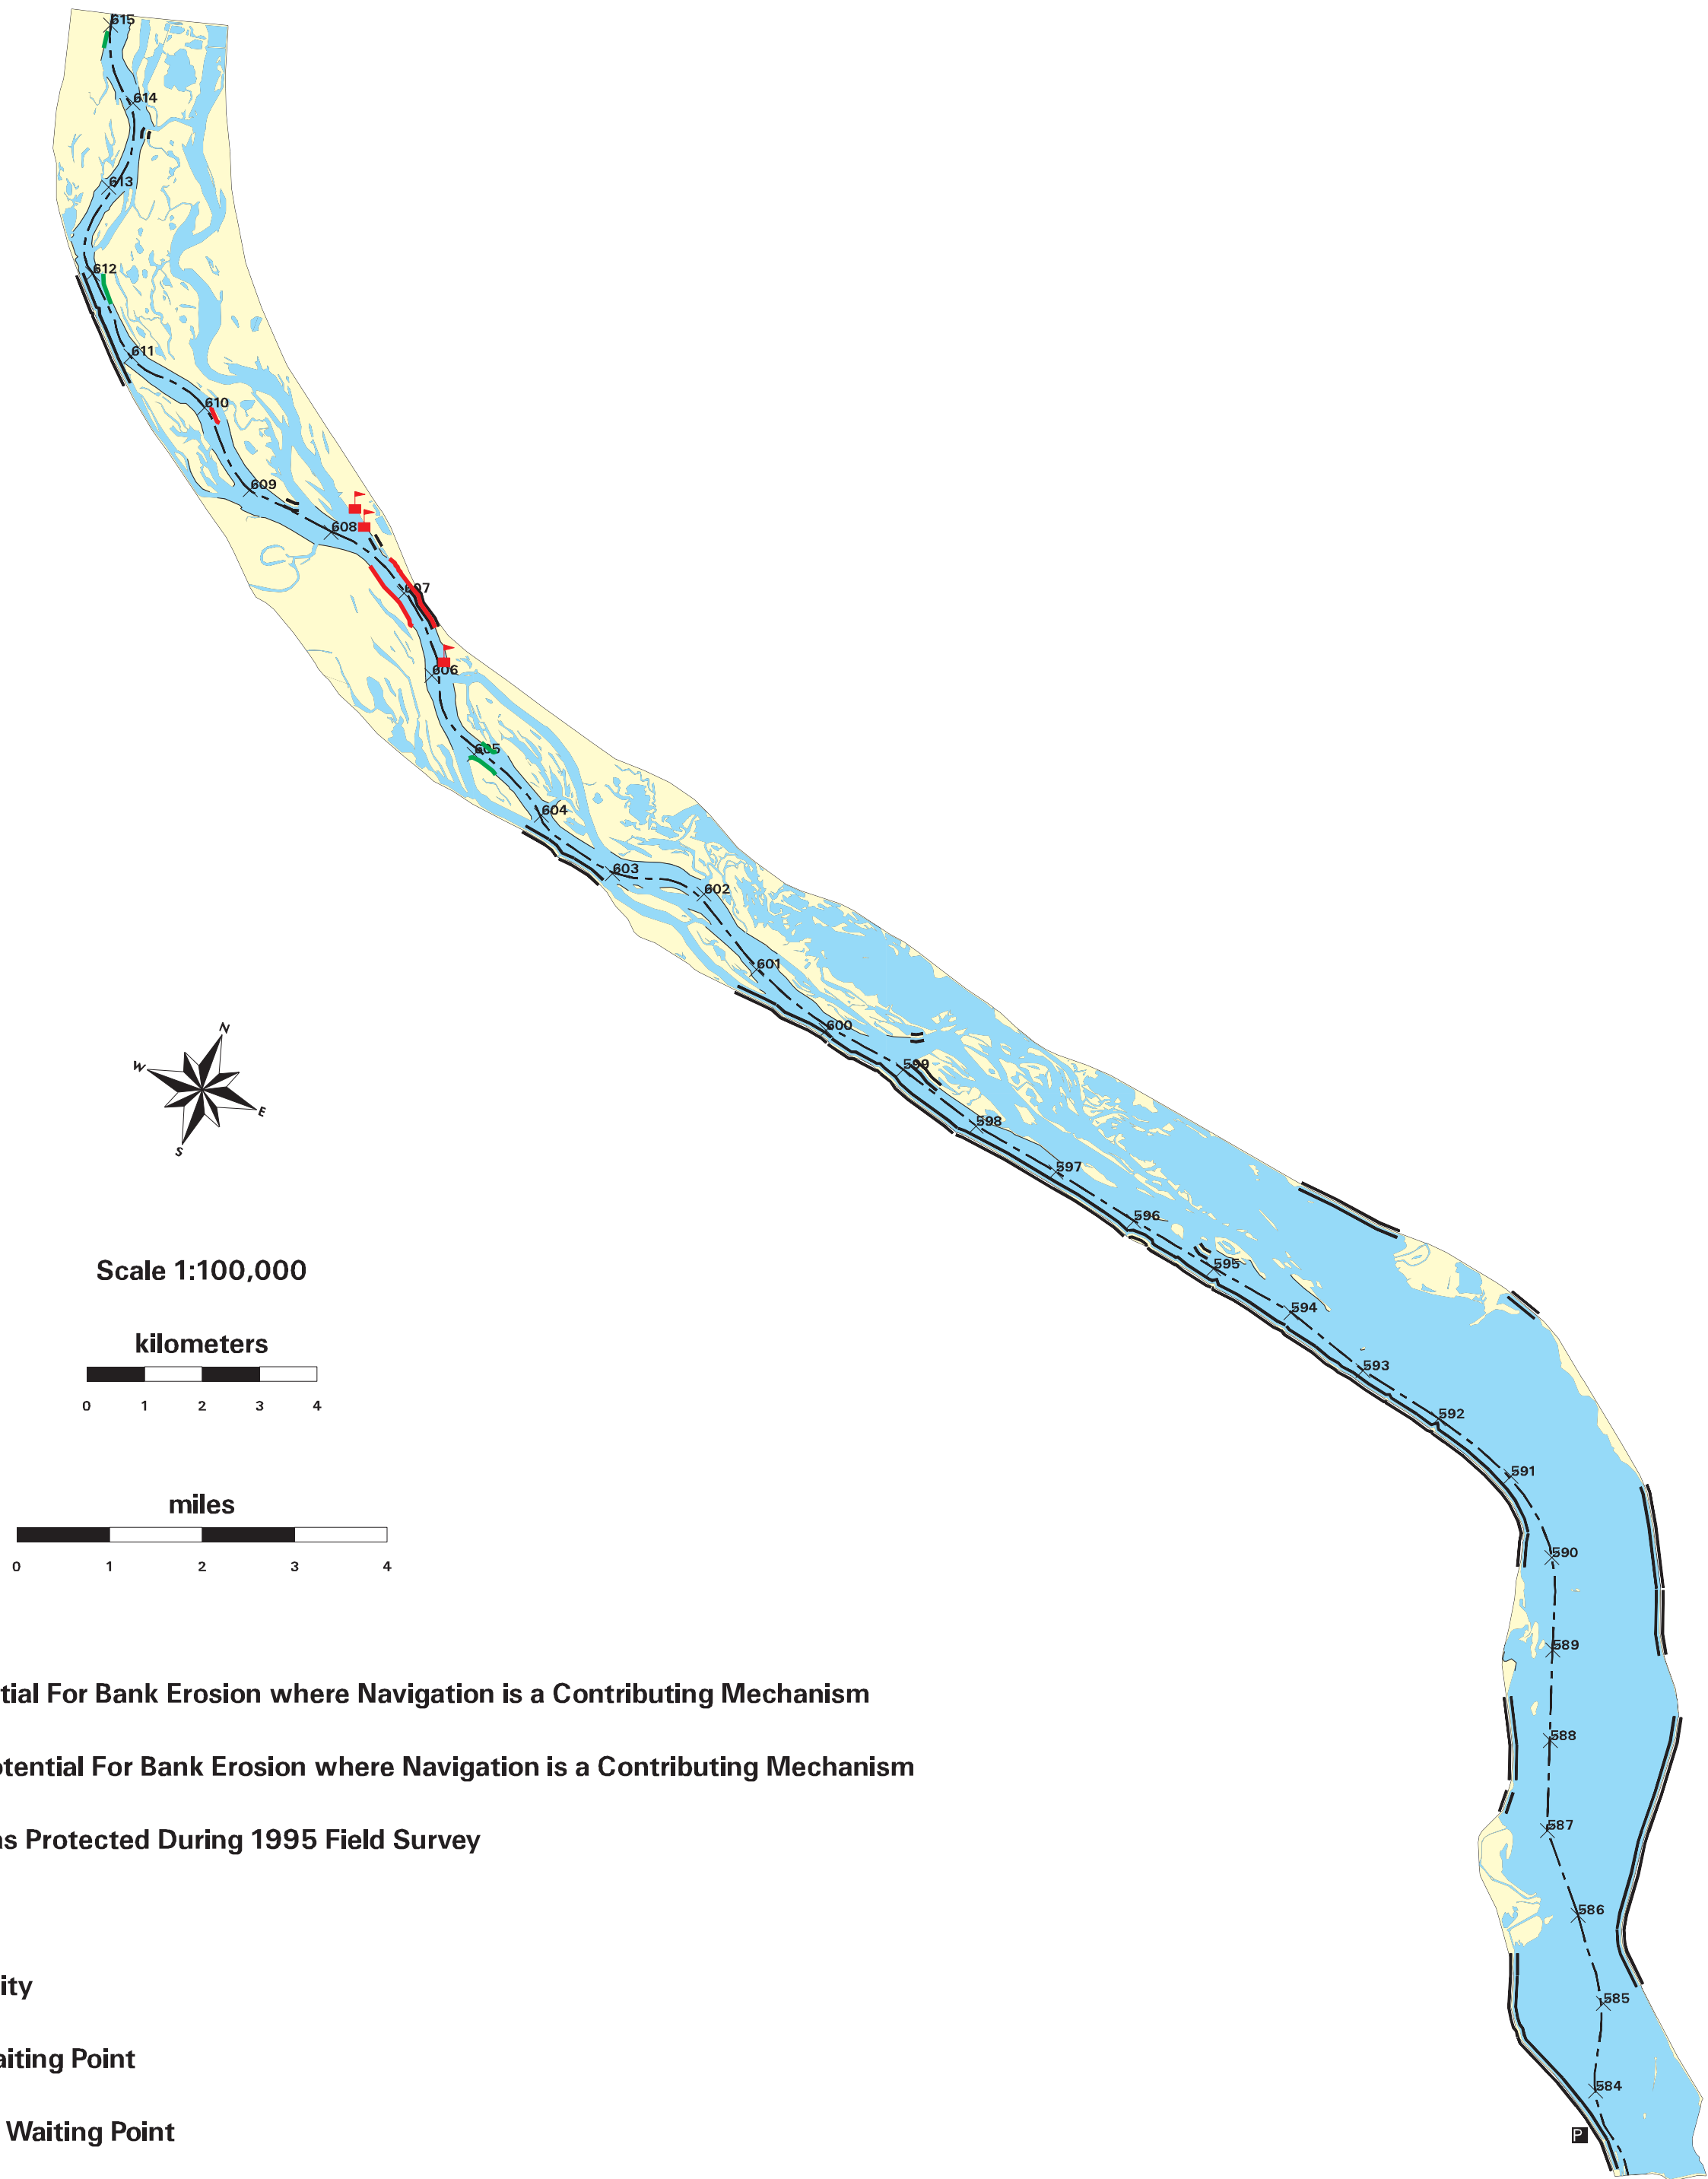 615
614
613
612
611
610
609
608
607
606
605
604
603
602
601
600
599
598
597
596
595
594
593
592
591
590
589
588
587
586
585
584
P
N
W
E
S
Scale 1:100,000
kilometers
0 1 2 3 4
miles
0 1 2 3 4
tial For Bank Erosion where Navigation is a Contributing Mechanism
tential For Bank Erosion where Navigation is a Contributing Mechanism
s Protected During 1995 Field Survey
ity
aiting Point
Waiting Point